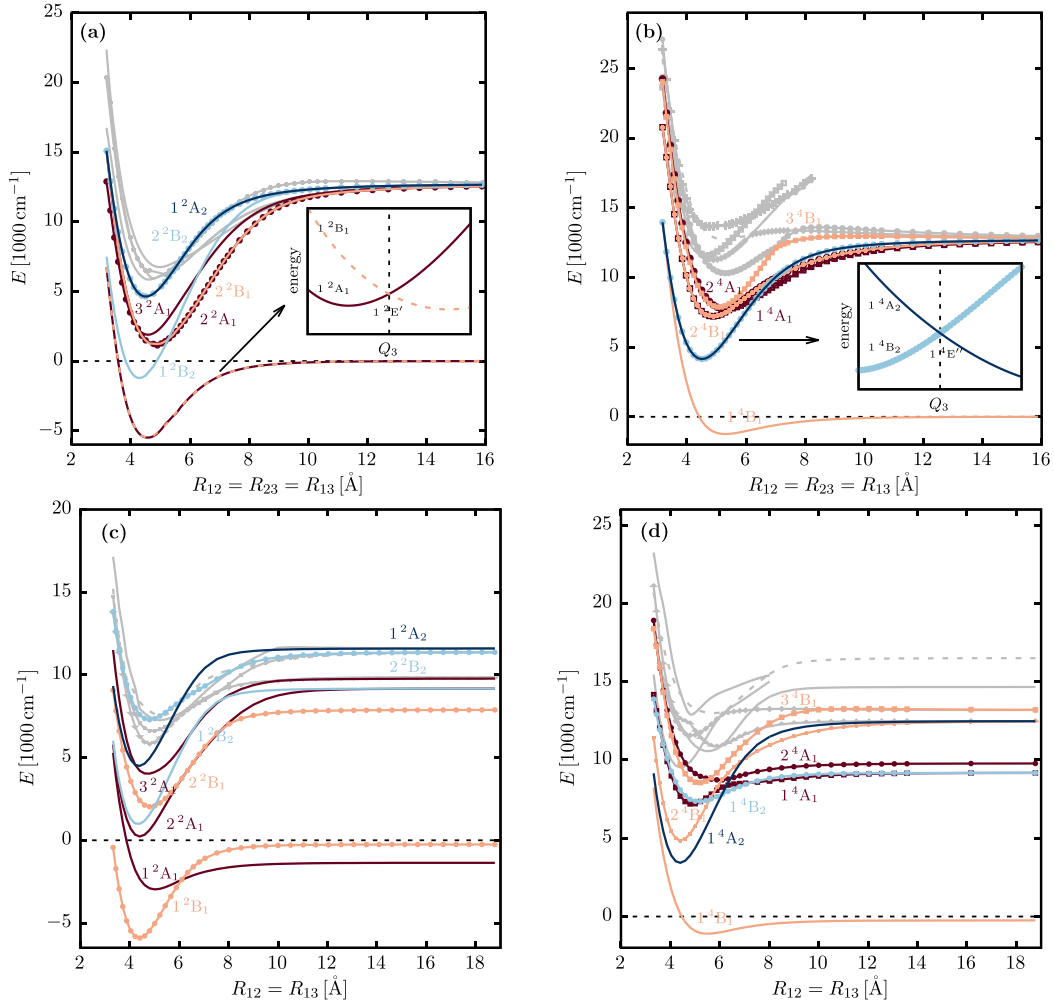 (a)
25
20
15
10
5
0
−5
E [1000 cm⁻¹]
2 4 6 8 10 12 14 16
R₁₂ = R₂₃ = R₁₃ [Å]
1 ²A₂
2 ²B₂
3 ²A₁
2 ²B₁
2 ²A₁
1 ²B₂
energy
1 ²B₁
1 ²A₁
1 ²E′
Q₃
(b)
25
20
15
10
5
0
E [1000 cm⁻¹]
2 4 6 8 10 12 14 16
R₁₂ = R₂₃ = R₁₃ [Å]
3 ⁴B₁
2 ⁴A₁
2 ⁴B₁
1 ⁴A₁
1 ⁴B₁
energy
1 ⁴A₂
1 ⁴B₂
1 ⁴E″
Q₃
(c)
20
15
10
5
0
−5
E [1000 cm⁻¹]
2 4 6 8 10 12 14 16 18
R₁₂ = R₁₃ [Å]
1 ²A₂
2 ²B₂
1 ²B₂
3 ²A₁
2 ²B₁
2 ²A₁
1 ²A₁
1 ²B₁
(d)
25
20
15
10
5
0
E [1000 cm⁻¹]
2 4 6 8 10 12 14 16 18
R₁₂ = R₁₃ [Å]
3 ⁴B₁
2 ⁴A₁
1 ⁴B₂
1 ⁴A₁
2 ⁴B₁
1 ⁴A₂
1 ⁴B₁